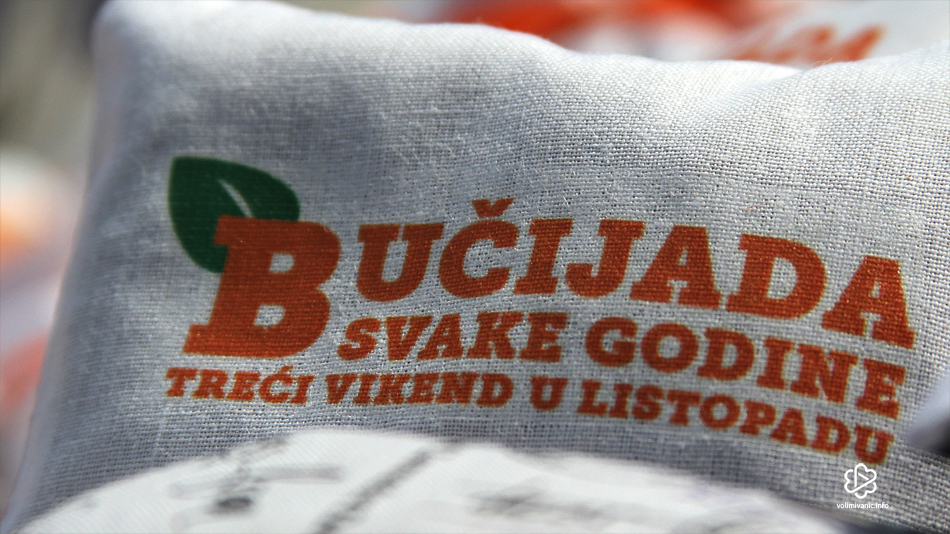 BUČIJADA
SVAKE GODINE
TREĆI VIKEND U LISTOPADU
volimivanic.info